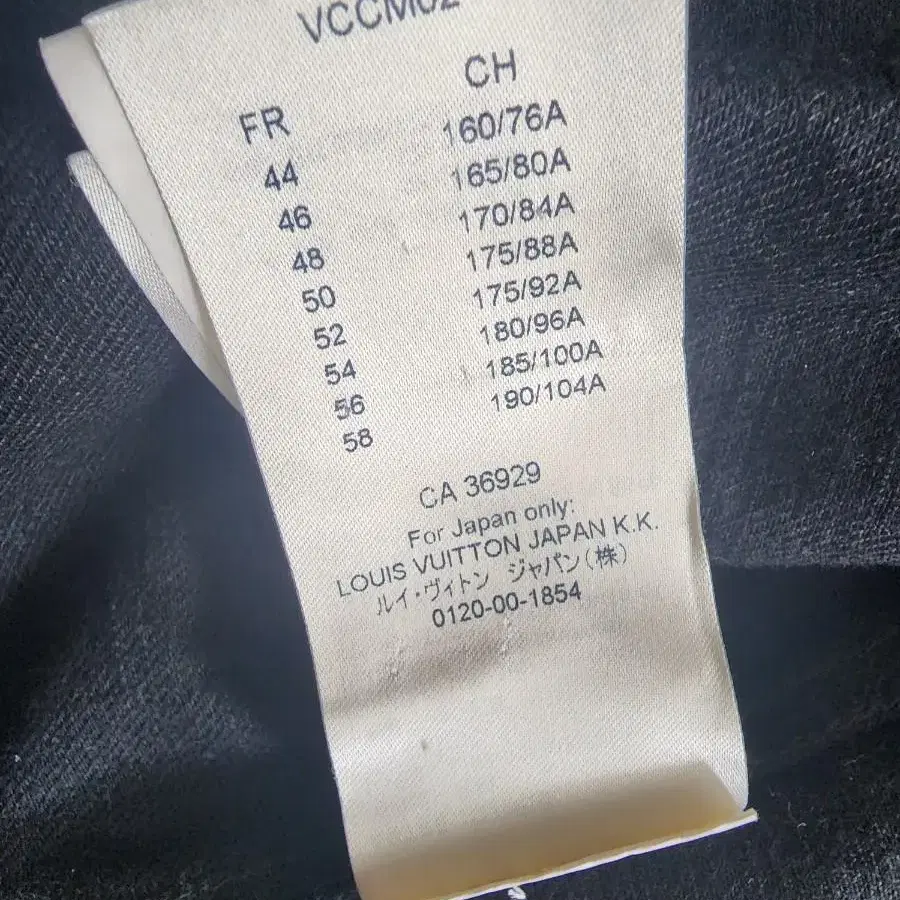 VCCM02
FR CH
44 160/76A
46 165/80A
48 170/84A
50 175/88A
52 175/92A
54 180/96A
56 185/100A
58 190/104A
CA 36929
For Japan only:
LOUIS VUITTON JAPAN K.K.
ルイ・ヴィトン ジャパン(株)
0120-00-1854